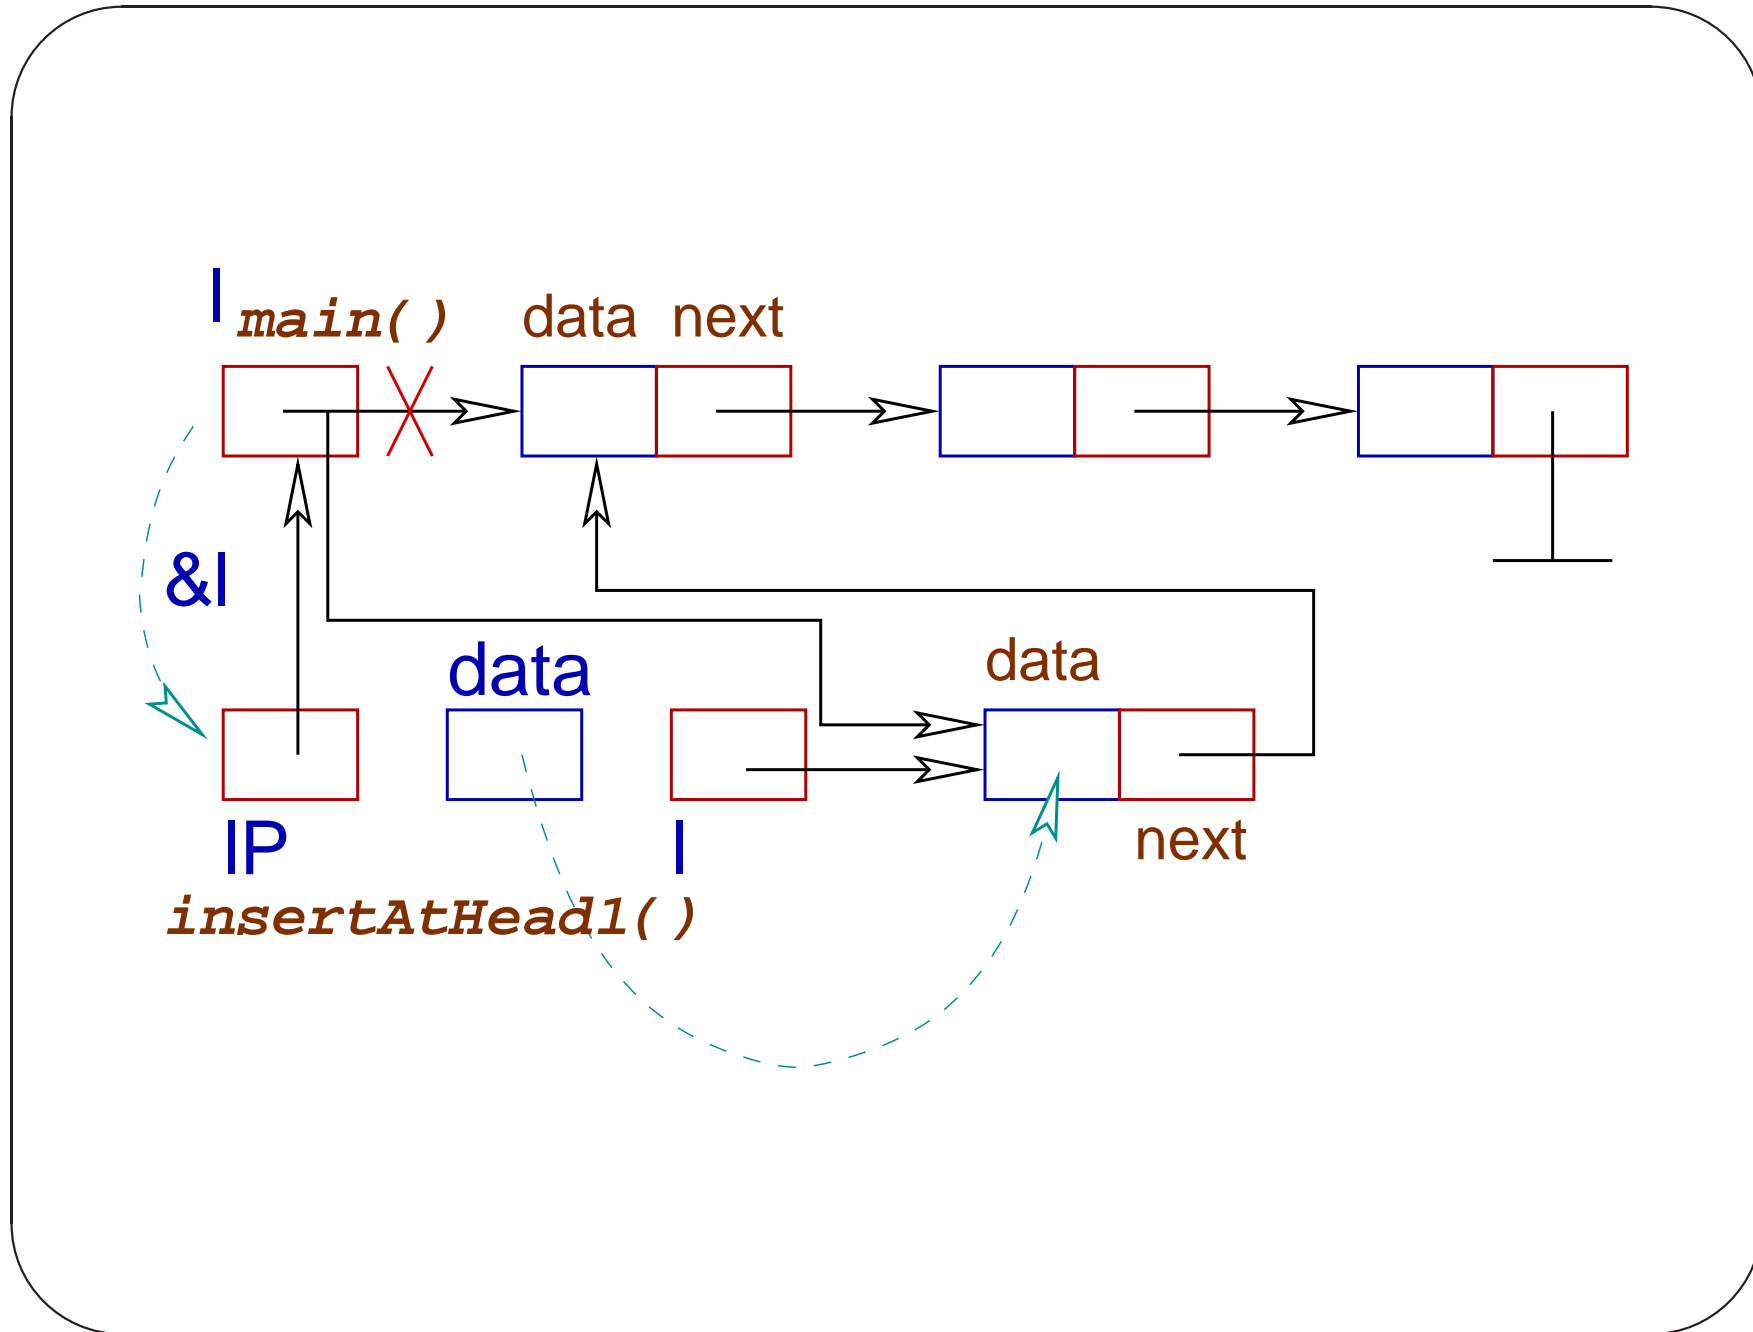 l main() data next
&l
data data
lP l next
insertAtHead1()